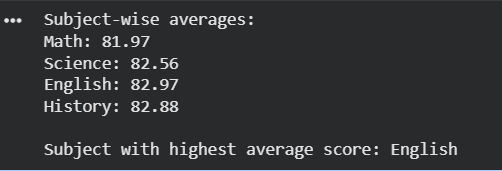 Subject-wise averages:
Math: 81.97
Science: 82.56
English: 82.97
History: 82.88
Subject with highest average score: English